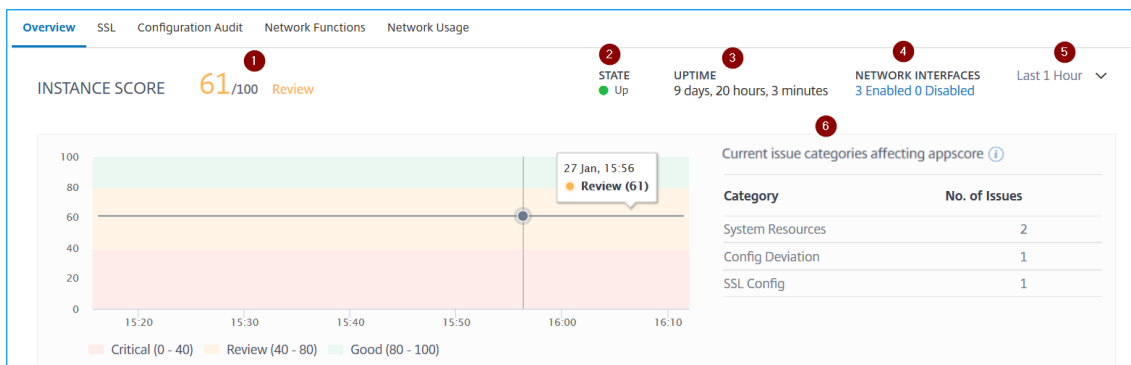 Overview SSL Configuration Audit Network Functions Network Usage
1 2 3 4 5
INSTANCE SCORE 61/100 Review
STATE
Up
UPTIME
9 days, 20 hours, 3 minutes
NETWORK INTERFACES
3 Enabled 0 Disabled
Last 1 Hour
6
Current issue categories affecting appscore i
Category No. of Issues
System Resources 2
Config Deviation 1
SSL Config 1
27 Jan, 15:56
Review (61)
100
80
60
40
20
0
15:20 15:30 15:40 15:50 16:00 16:10
Critical (0 - 40) Review (40 - 80) Good (80 - 100)